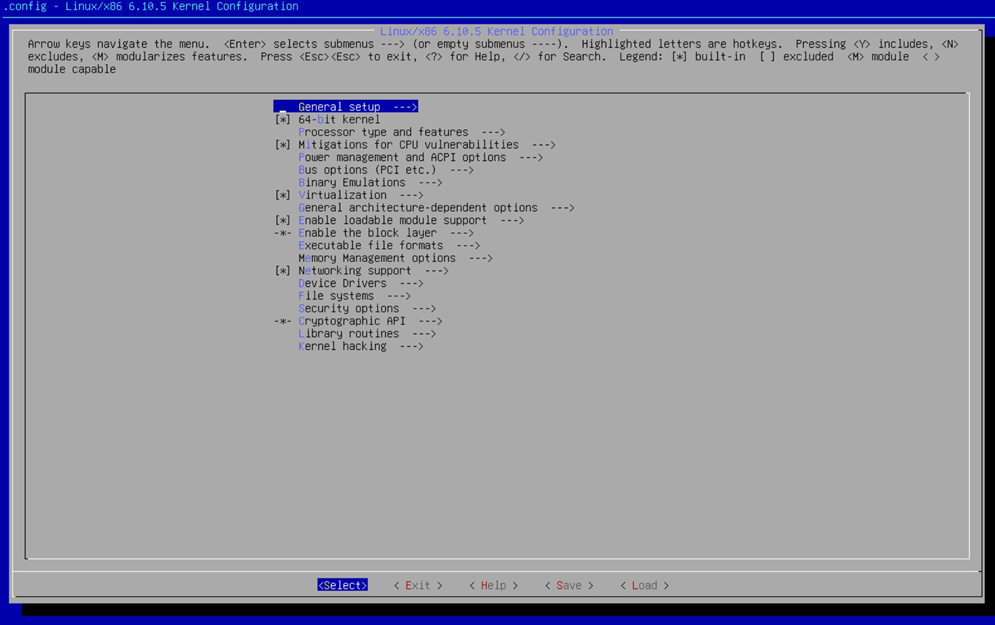 .config - Linux/x86 6.10.5 Kernel Configuration
Linux/x86 6.10.5 Kernel Configuration
Arrow keys navigate the menu.  <Enter> selects submenus ---> (or empty submenus ----).  Highlighted letters are hotkeys.  Pressing <Y> includes, <N>
excludes, <M> modularizes features.  Press <Esc><Esc> to exit, <?> for Help, </> for Search.  Legend: [*] built-in  [ ] excluded  <M> module  < >
module capable
General setup  --->
[*] 64-bit kernel
Processor type and features  --->
[*] Mitigations for CPU vulnerabilities  --->
Power management and ACPI options  --->
Bus options (PCI etc.)  --->
Binary Emulations  --->
[*] Virtualization  --->
General architecture-dependent options  --->
[*] Enable loadable module support  --->
-*- Enable the block layer  --->
Executable file formats  --->
Memory Management options  --->
[*] Networking support  --->
Device Drivers  --->
File systems  --->
Security options  --->
-*- Cryptographic API  --->
Library routines  --->
Kernel hacking  --->
<Select>    < Exit >    < Help >    < Save >    < Load >